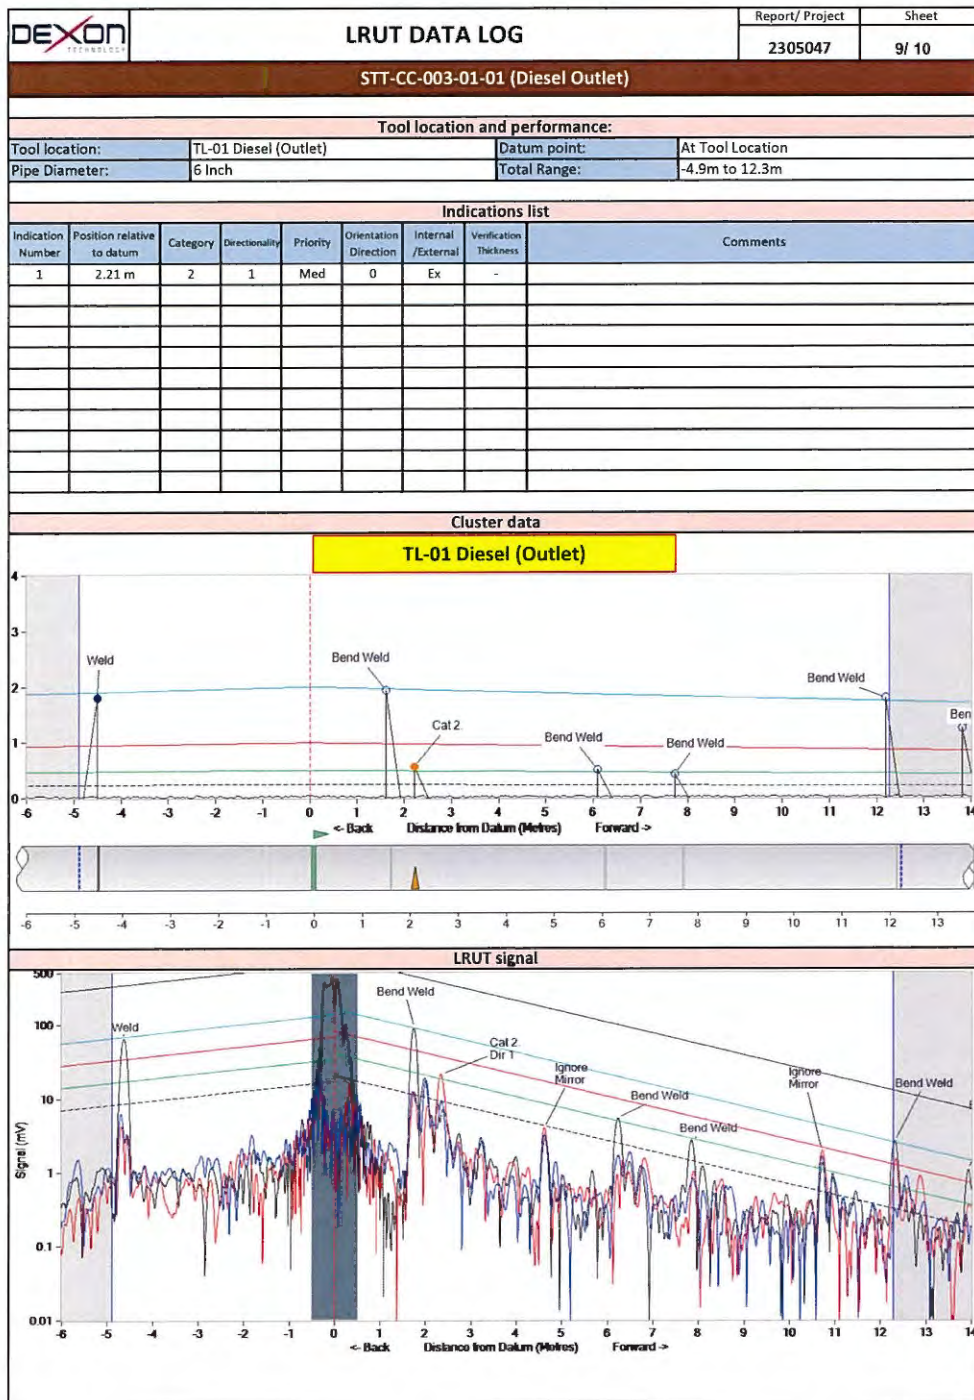 DEXON
TECHNOLOGY
LRUT DATA LOG
Report/ Project
Sheet
2305047
9/ 10
STT-CC-003-01-01 (Diesel Outlet)
Tool location and performance:
Tool location: TL-01 Diesel (Outlet) Datum point: At Tool Location
Pipe Diameter: 6 Inch Total Range: -4.9m to 12.3m
Indications list
Indication Number Position relative to datum Category Directionality Priority Orientation Direction Internal /External Verification Thickness Comments
1 2.21 m 2 1 Med 0 Ex -
Cluster data
TL-01 Diesel (Outlet)
4
3
2
1
0
Weld
Bend Weld
Cat 2
Bend Weld
Bend Weld
Bend Weld
Ben
-6 -5 -4 -3 -2 -1 0 1 2 3 4 5 6 7 8 9 10 11 12 13 14
<- Back Distance from Datum (Metres) Forward ->
-6 -5 -4 -3 -2 -1 0 1 2 3 4 5 6 7 8 9 10 11 12 13
LRUT signal
500
100
10
1
0.1
0.01
Signal (mV)
Weld
Bend Weld
Cat 2
Dir 1
Ignore
Mirror
Bend Weld
Bend Weld
Ignore
Mirror
Bend Weld
-6 -5 -4 -3 -2 -1 0 1 2 3 4 5 6 7 8 9 10 11 12 13 14
<- Back Distance from Datum (Metres) Forward ->